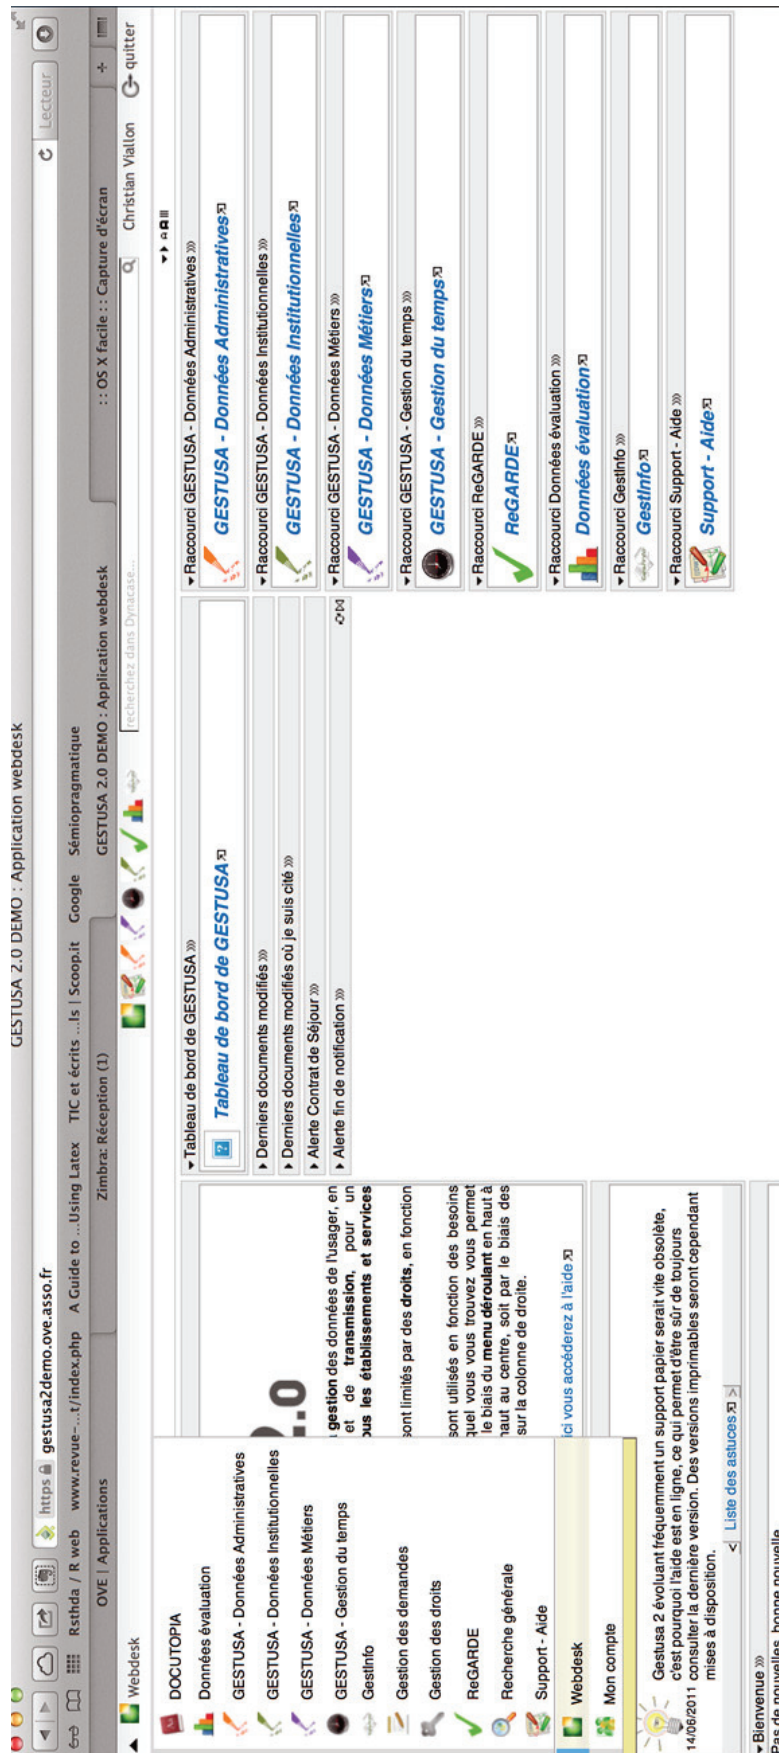 GESTUSA 2.0 DEMO : Application webdesk
https gestusa2demo.ove.asso.fr
Lecteur
Rsthda / R web www.revue-...t/index.php A Guide to ...Using Latex TIC et écrits ...ls | Scoop.it Google Sémiopragmatique
OVE | Applications
Zimbra: Réception (1)
GESTUSA 2.0 DEMO : Application webdesk
:: OS X facile :: Capture d'écran
Webdesk
recherchez dans Dynacase...
Christian Viallon
quitter
DOCUTOPIA
Données évaluation
GESTUSA - Données Administratives
GESTUSA - Données Institutionnelles
GESTUSA - Données Métiers
GESTUSA - Gestion du temps
GestInfo
Gestion des demandes
Gestion des droits
ReGARDE
Recherche générale
Support - Aide
Webdesk
Mon compte
2.0
gestion des données de l'usager, en
et de transmission, pour un
ous les établissements et services
sont limités par des droits, en fonction
sont utilisés en fonction des besoins
quel vous vous trouvez vous permet
le biais du menu déroulant en haut à
haut au centre, soit par le biais des
sur la colonne de droite.
ici vous accéderez à l'aide
14/06/2011
Gestusa 2 évoluant fréquemment un support papier serait vite obsolète,
c'est pourquoi l'aide est en ligne, ce qui permet d'être sûr de toujours
consulter la dernière version. Des versions imprimables seront cependant
mises à disposition.
< Liste des astuces >
Bienvenue »»
Pas de nouvelles, bonne nouvelle
Tableau de bord de GESTUSA »»
Tableau de bord de GESTUSA
Derniers documents modifiés »»
Derniers documents modifiés où je suis cité »»
Alerte Contrat de Séjour »»
Alerte fin de notification »»
Raccourci GESTUSA - Données Administratives »»
GESTUSA - Données Administratives
Raccourci GESTUSA - Données Institutionnelles »»
GESTUSA - Données Institutionnelles
Raccourci GESTUSA - Données Métiers »»
GESTUSA - Données Métiers
Raccourci GESTUSA - Gestion du temps »»
GESTUSA - Gestion du temps
Raccourci ReGARDE »»
ReGARDE
Raccourci Données évaluation »»
Données évaluation
Raccourci GestInfo »»
GestInfo
Raccourci Support - Aide »»
Support - Aide